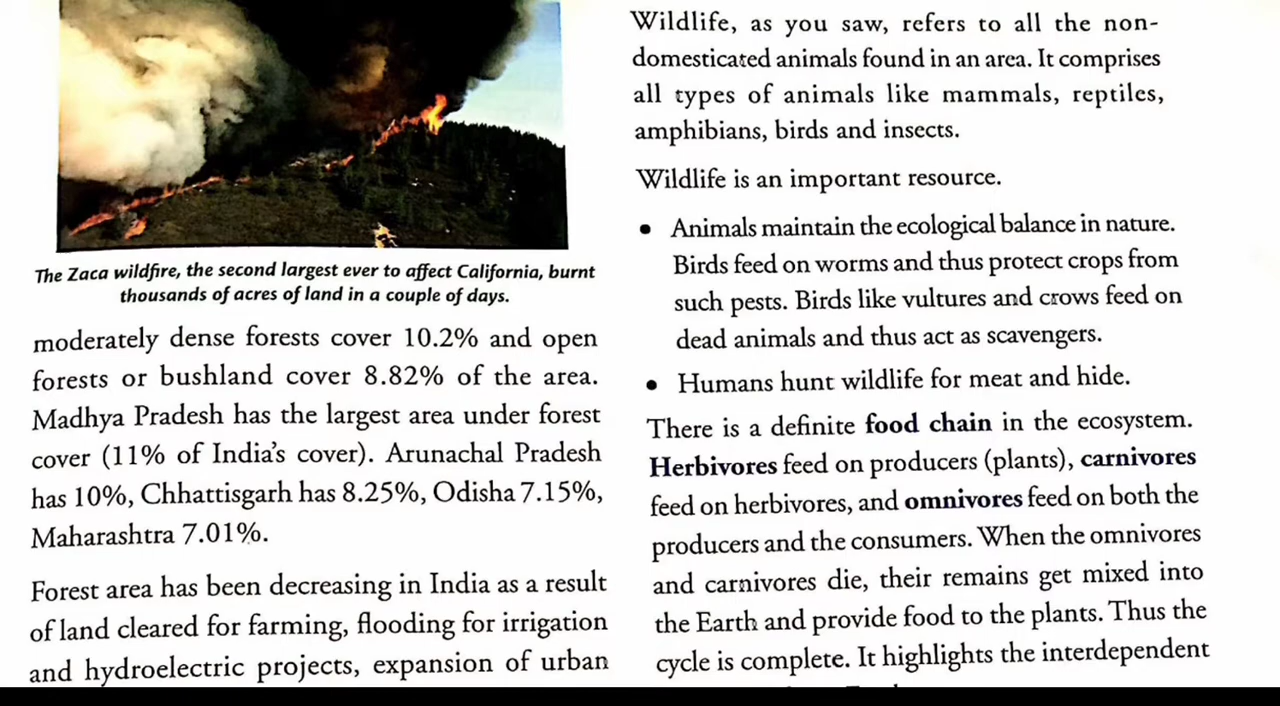 The Zaca wildfire, the second largest ever to affect California, burnt
thousands of acres of land in a couple of days.
moderately dense forests cover 10.2% and open
forests or bushland cover 8.82% of the area.
Madhya Pradesh has the largest area under forest
cover (11% of India's cover). Arunachal Pradesh
has 10%, Chhattisgarh has 8.25%, Odisha 7.15%,
Maharashtra 7.01%.
Forest area has been decreasing in India as a result
of land cleared for farming, flooding for irrigation
and hydroelectric projects, expansion of urban
Wildlife, as you saw, refers to all the non-
domesticated animals found in an area. It comprises
all types of animals like mammals, reptiles,
amphibians, birds and insects.
Wildlife is an important resource.
• Animals maintain the ecological balance in nature.
Birds feed on worms and thus protect crops from
such pests. Birds like vultures and crows feed on
dead animals and thus act as scavengers.
• Humans hunt wildlife for meat and hide.
There is a definite food chain in the ecosystem.
Herbivores feed on producers (plants), carnivores
feed on herbivores, and omnivores feed on both the
producers and the consumers. When the omnivores
and carnivores die, their remains get mixed into
the Earth and provide food to the plants. Thus the
cycle is complete. It highlights the interdependent